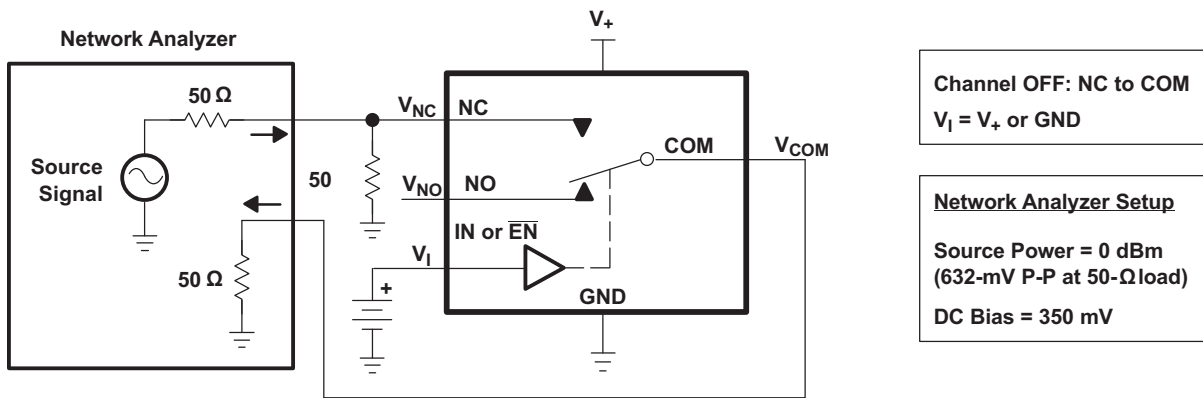 Network Analyzer
50 Ω
Source
Signal
50 Ω
50
V+
VNC
NC
COM
VCOM
VNO
NO
IN or E̅N̅
VI
+
GND
Channel OFF: NC to COM
VI = V+ or GND
Network Analyzer Setup
Source Power = 0 dBm
(632-mV P-P at 50-Ω load)
DC Bias = 350 mV